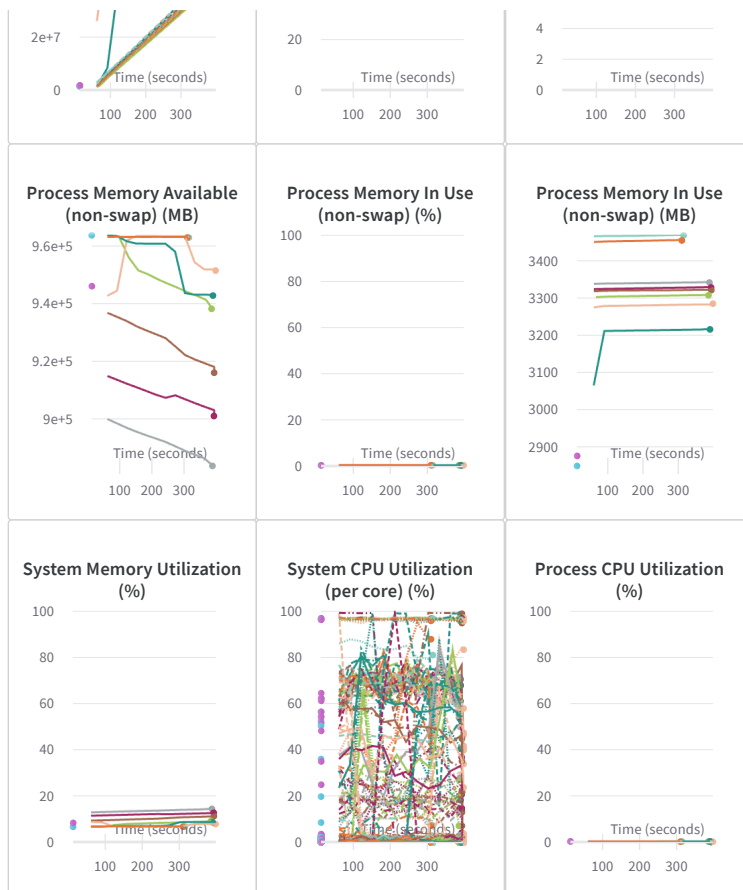 2e+7
0
Time (seconds)
100 200 300
20
0
Time (seconds)
100 200 300
4
2
0
Time (seconds)
100 200 300
Process Memory Available
(non-swap) (MB)
9.6e+5
9.4e+5
9.2e+5
9e+5
Time (seconds)
100 200 300
Process Memory In Use
(non-swap) (%)
100
80
60
40
20
0
Time (seconds)
100 200 300
Process Memory In Use
(non-swap) (MB)
3400
3300
3200
3100
3000
2900
Time (seconds)
100 200 300
System Memory Utilization
(%)
100
80
60
40
20
0
Time (seconds)
100 200 300
System CPU Utilization
(per core) (%)
100
80
60
40
20
0
Time (seconds)
100 200 300
Process CPU Utilization
(%)
100
80
60
40
20
0
Time (seconds)
100 200 300